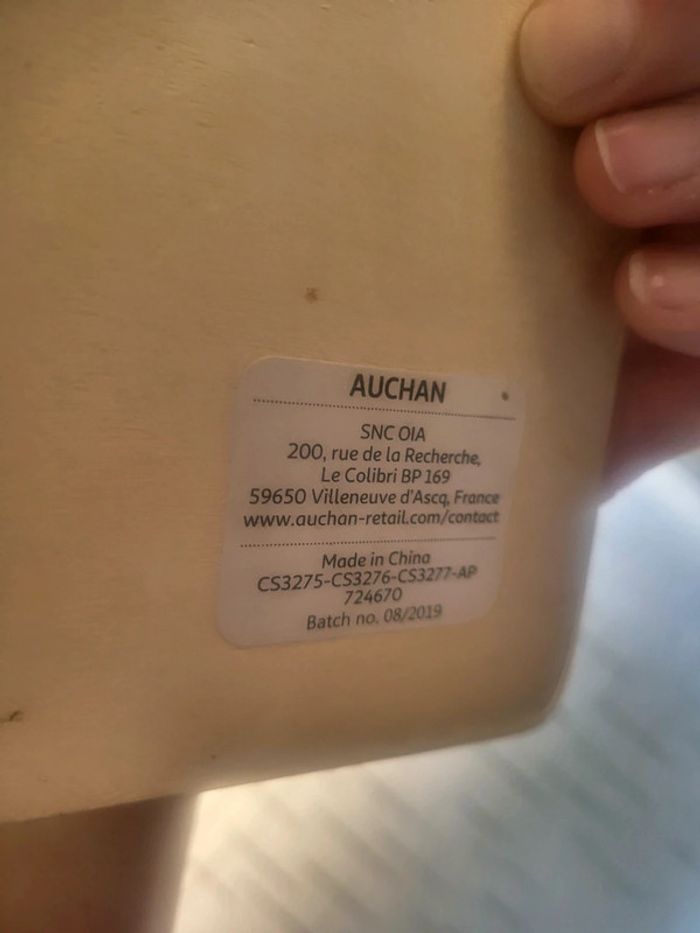 AUCHAN
SNC OIA
200, rue de la Recherche,
Le Colibri BP 169
59650 Villeneuve d'Ascq, France
www.auchan-retail.com/contact
Made in China
CS3275-CS3276-CS3277-AP
724670
Batch no. 08/2019